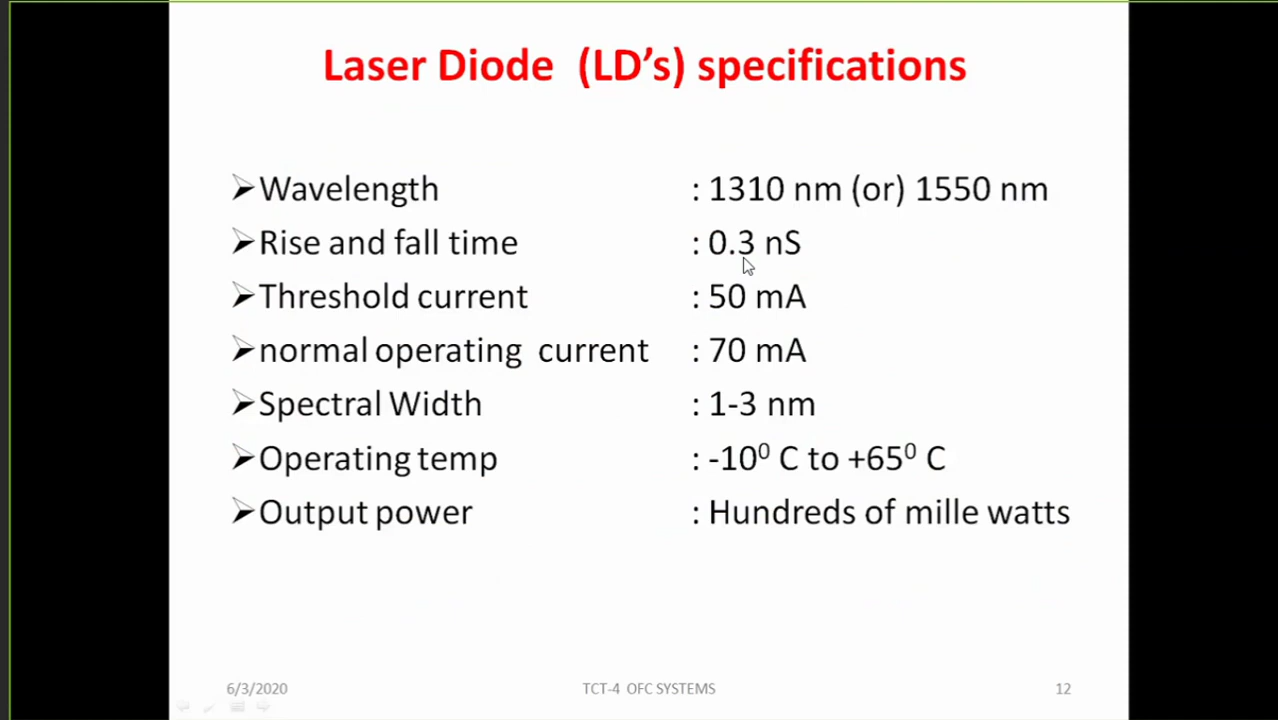 Laser Diode (LD's) specifications
➢Wavelength : 1310 nm (or) 1550 nm
➢Rise and fall time : 0.3 nS
➢Threshold current : 50 mA
➢normal operating current : 70 mA
➢Spectral Width : 1-3 nm
➢Operating temp : -10⁰ C to +65⁰ C
➢Output power : Hundreds of mille watts
6/3/2020 TCT-4 OFC SYSTEMS 12